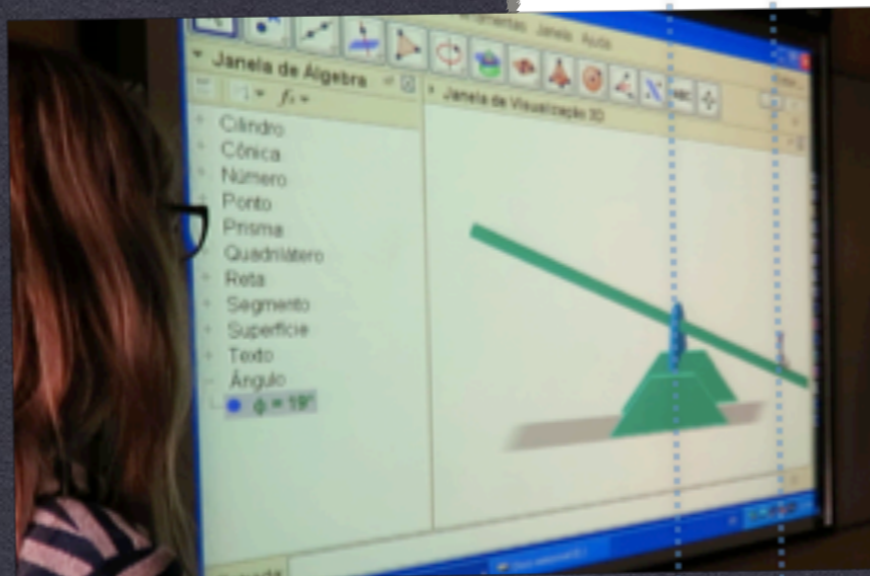 Janela Ajuda
Janela de Álgebra
Janela de Visualização 3D
Cilindro
Cônica
Número
Ponto
Prisma
Quadrilátero
Reta
Segmento
Superfície
Texto
Ângulo
ϕ = 19°